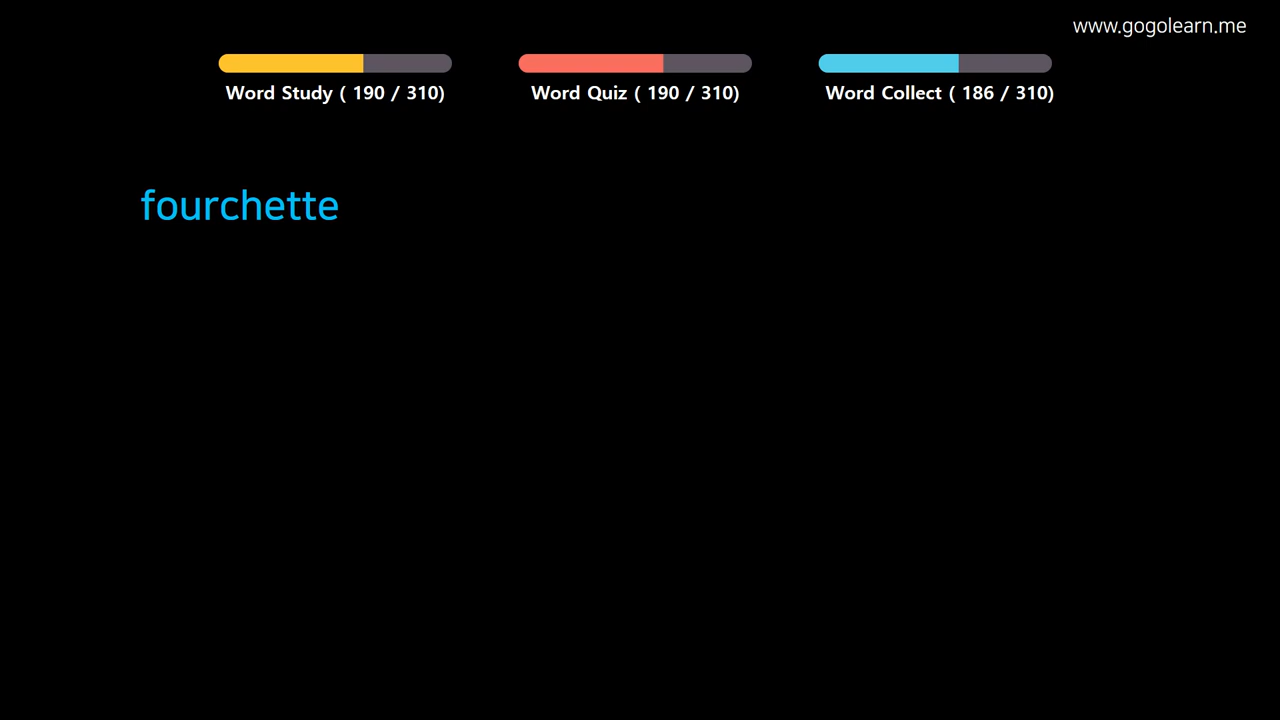 www.gogolearn.me
Word Study ( 190 / 310)
Word Quiz ( 190 / 310)
Word Collect ( 186 / 310)
fourchette